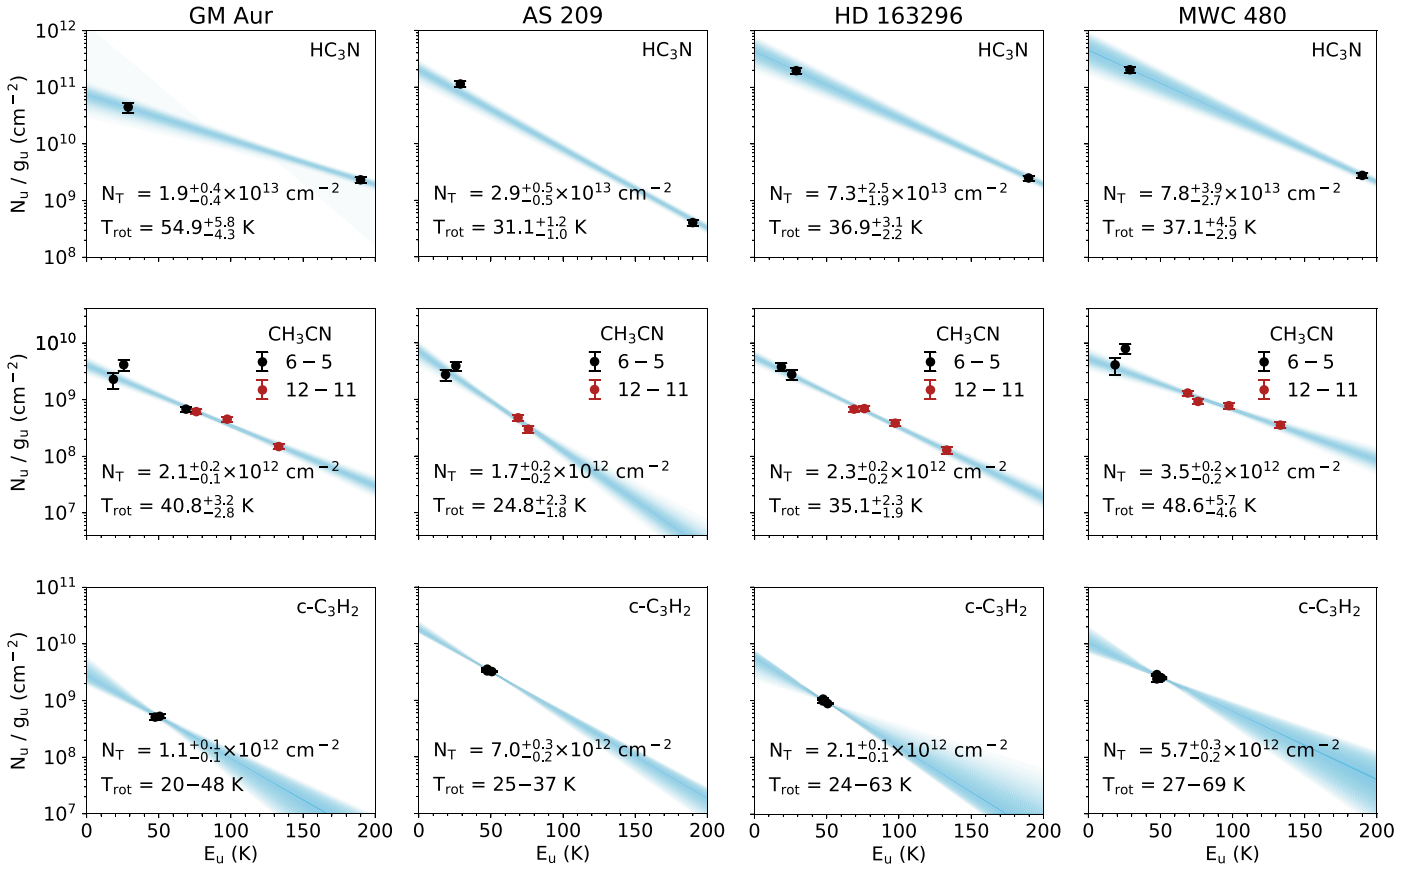 GM Aur AS 209 HD 163296 MWC 480
10¹² HC₃N HC₃N HC₃N HC₃N
10¹¹
10¹⁰
10⁹
10⁸
N_u / g_u (cm⁻²)
N_T = 1.9 +0.4 −0.4 ×10¹³ cm⁻² N_T = 2.9 +0.5 −0.5 ×10¹³ cm⁻² N_T = 7.3 +2.5 −1.9 ×10¹³ cm⁻² N_T = 7.8 +3.9 −2.7 ×10¹³ cm⁻²
T_rot = 54.9 +5.8 −4.3 K T_rot = 31.1 +1.2 −1.0 K T_rot = 36.9 +3.1 −2.2 K T_rot = 37.1 +4.5 −2.9 K
CH₃CN CH₃CN CH₃CN CH₃CN
6 − 5 6 − 5 6 − 5 6 − 5
12 − 11 12 − 11 12 − 11 12 − 11
10¹⁰
10⁹
10⁸
10⁷
N_u / g_u (cm⁻²)
N_T = 2.1 +0.2 −0.1 ×10¹² cm⁻² N_T = 1.7 +0.2 −0.2 ×10¹² cm⁻² N_T = 2.3 +0.2 −0.2 ×10¹² cm⁻² N_T = 3.5 +0.2 −0.2 ×10¹² cm⁻²
T_rot = 40.8 +3.2 −2.8 K T_rot = 24.8 +2.3 −1.8 K T_rot = 35.1 +2.3 −1.9 K T_rot = 48.6 +5.7 −4.6 K
10¹¹ c-C₃H₂ c-C₃H₂ c-C₃H₂ c-C₃H₂
10¹⁰
10⁹
10⁸
10⁷
N_u / g_u (cm⁻²)
N_T = 1.1 +0.1 −0.1 ×10¹² cm⁻² N_T = 7.0 +0.3 −0.2 ×10¹² cm⁻² N_T = 2.1 +0.1 −0.1 ×10¹² cm⁻² N_T = 5.7 +0.3 −0.2 ×10¹² cm⁻²
T_rot = 20−48 K T_rot = 25−37 K T_rot = 24−63 K T_rot = 27−69 K
0 50 100 150 200 0 50 100 150 200 0 50 100 150 200 0 50 100 150 200
E_u (K) E_u (K) E_u (K) E_u (K)